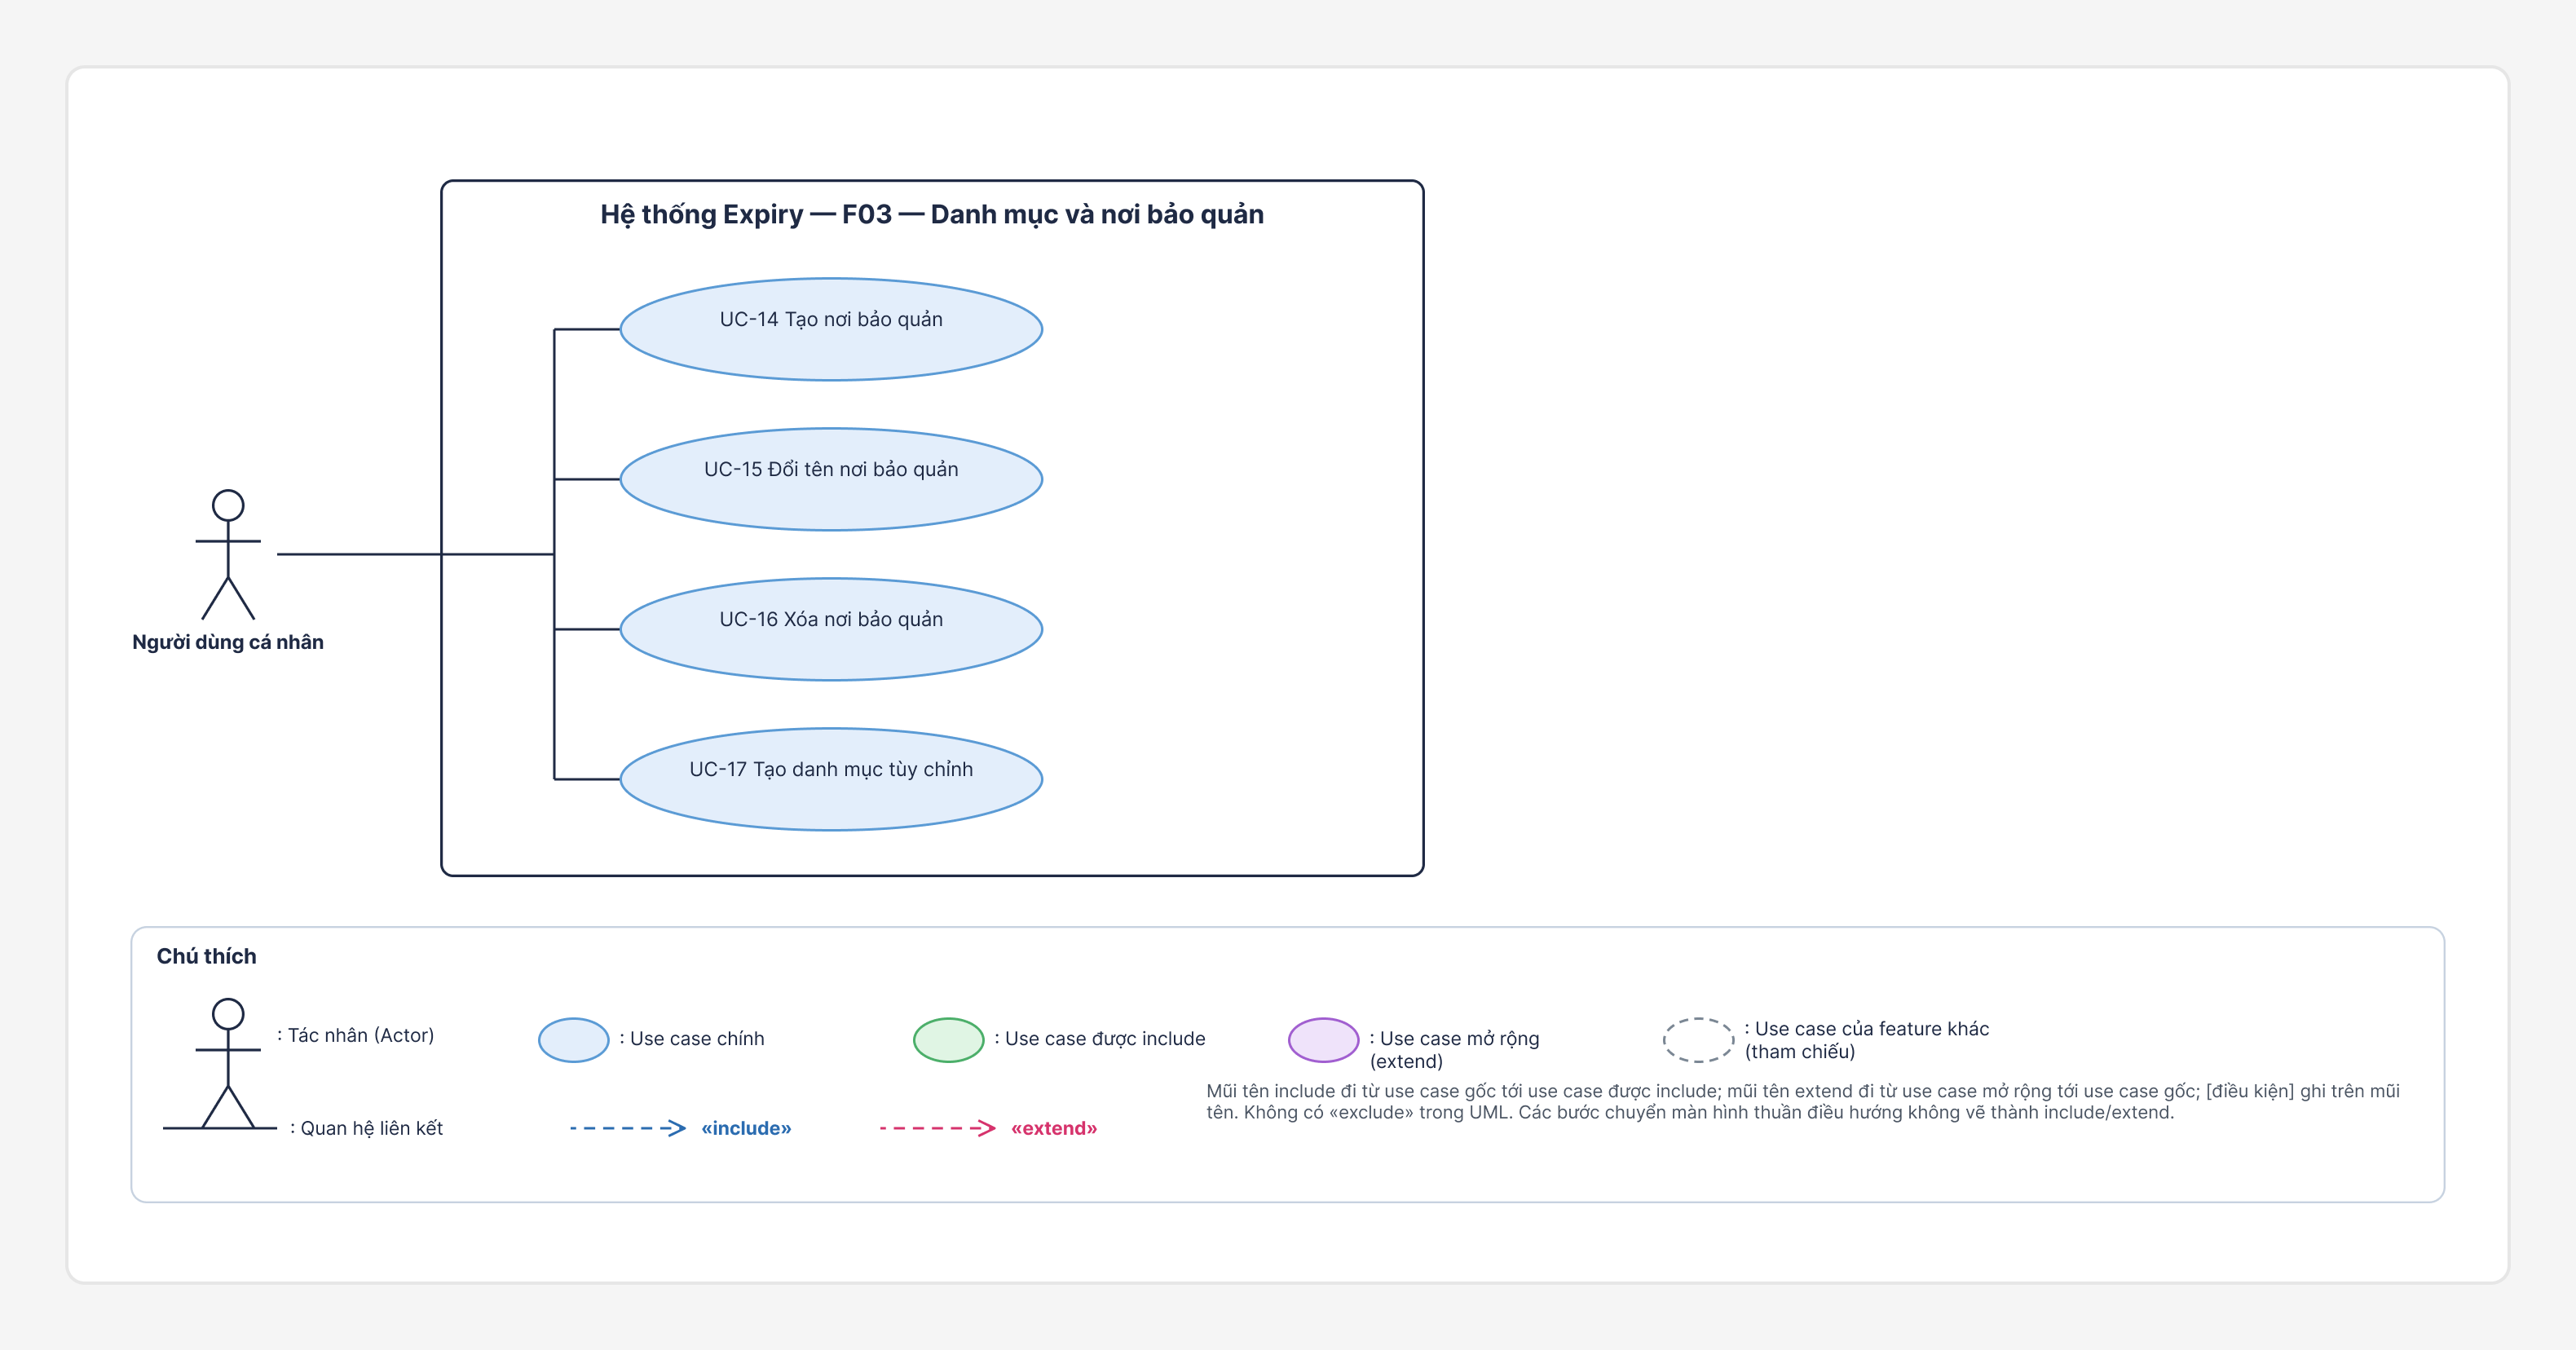 Hệ thống Expiry — F03 — Danh mục và nơi bảo quản
UC-14 Tạo nơi bảo quản
UC-15 Đổi tên nơi bảo quản
UC-16 Xóa nơi bảo quản
UC-17 Tạo danh mục tùy chỉnh
Người dùng cá nhân
Chú thích
: Tác nhân (Actor)
: Use case chính
: Use case được include
: Use case mở rộng
(extend)
: Use case của feature khác
(tham chiếu)
: Quan hệ liên kết
«include»
«extend»
Mũi tên include đi từ use case gốc tới use case được include; mũi tên extend đi từ use case mở rộng tới use case gốc; [điều kiện] ghi trên mũi
tên. Không có «exclude» trong UML. Các bước chuyển màn hình thuần điều hướng không vẽ thành include/extend.